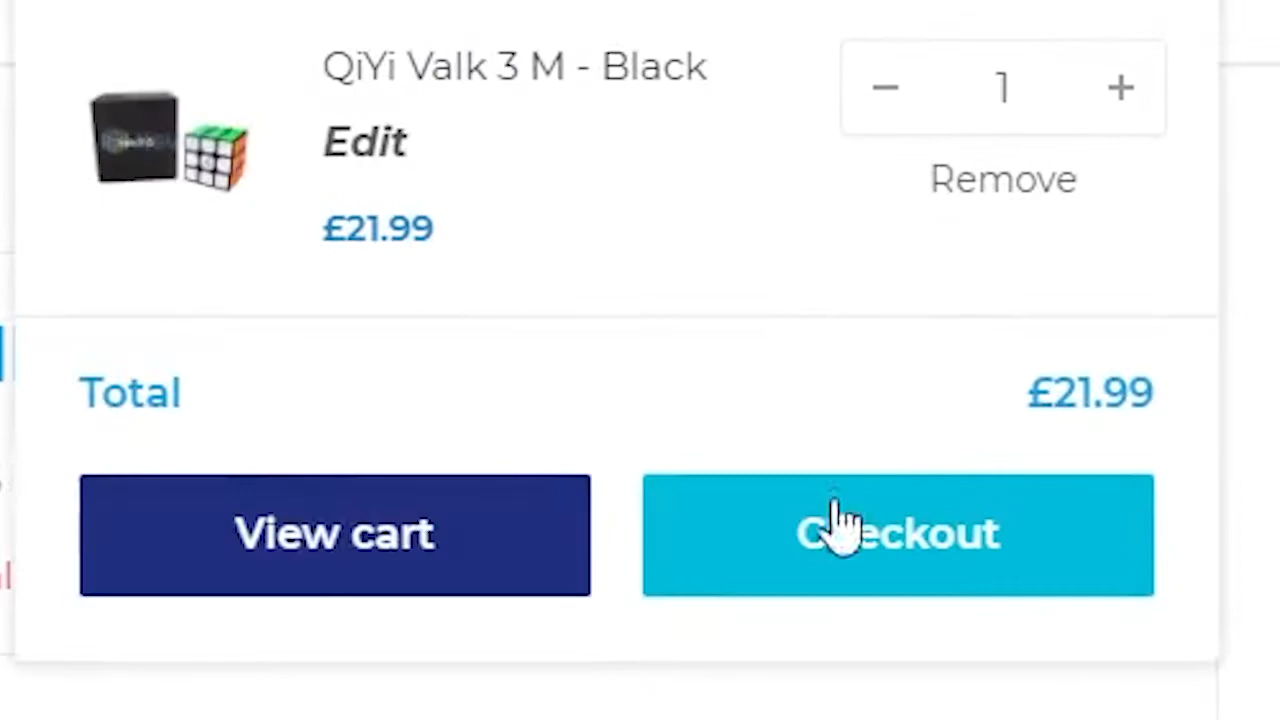 QiYi Valk 3 M - Black
− 1 +
Edit
Remove
£21.99
Total
£21.99
View cart
Checkout